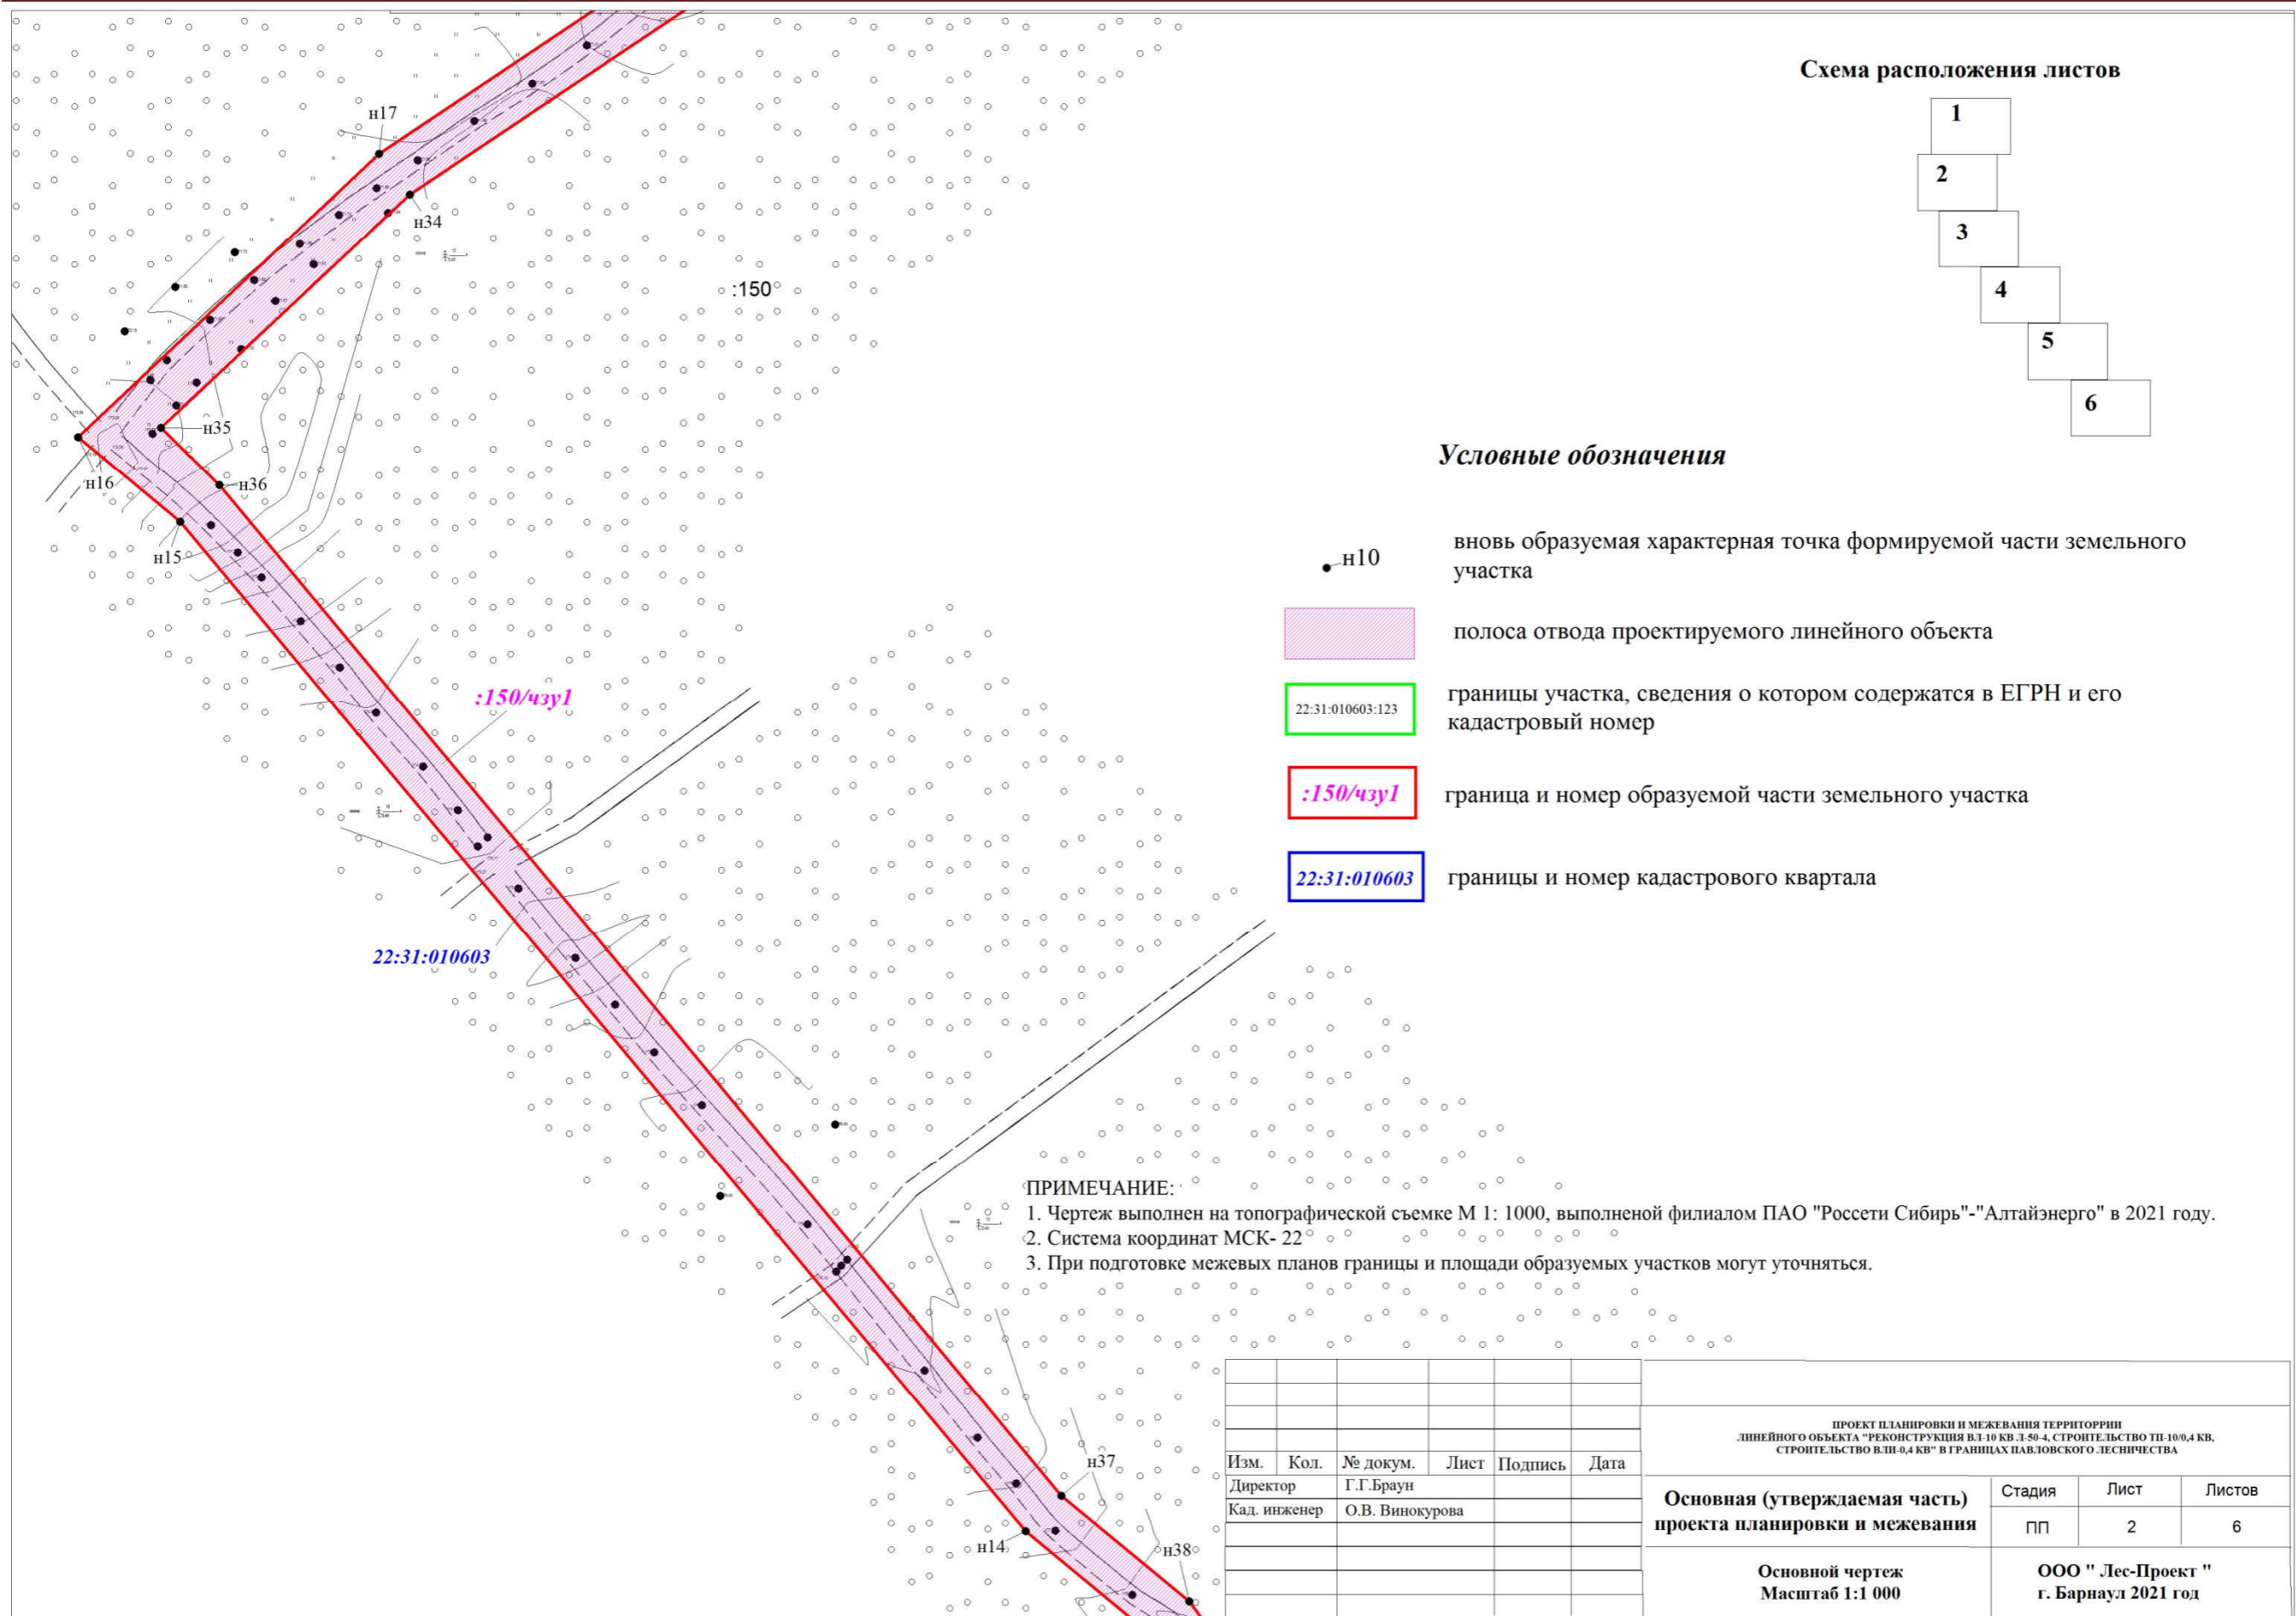 Схема расположения листов
1
2
3
4
5
6
н17
н34
:150
н35
н16
н36
н15
:150/чзу1
22:31:010603
н37
н14
н38
Условные обозначения
н10
вновь образуемая характерная точка формируемой части земельного
участка
полоса отвода проектируемого линейного объекта
22:31:010603:123
границы участка, сведения о котором содержатся в ЕГРН и его
кадастровый номер
:150/чзу1
граница и номер образуемой части земельного участка
22:31:010603
границы и номер кадастрового квартала
ПРИМЕЧАНИЕ:
1. Чертеж выполнен на топографической съемке М 1: 1000, выполненой филиалом ПАО "Россети Сибирь"-"Алтайэнерго" в 2021 году.
2. Система координат МСК- 22
3. При подготовке межевых планов границы и площади образуемых участков могут уточняться.
Изм. Кол. № докум. Лист Подпись Дата
Директор Г.Г.Браун
Кад. инженер О.В. Винокурова
ПРОЕКТ ПЛАНИРОВКИ И МЕЖЕВАНИЯ ТЕРРИТОРРИИ
ЛИНЕЙНОГО ОБЪЕКТА "РЕКОНСТРУКЦИЯ ВЛ-10 КВ Л-50-4, СТРОИТЕЛЬСТВО ТП-10/0,4 КВ,
СТРОИТЕЛЬСТВО ВЛИ-0,4 КВ" В ГРАНИЦАХ ПАВЛОВСКОГО ЛЕСНИЧЕСТВА
Основная (утверждаемая часть)
проекта планировки и межевания
Стадия Лист Листов
ПП 2 6
Основной чертеж
Масштаб 1:1 000
ООО " Лес-Проект "
г. Барнаул 2021 год